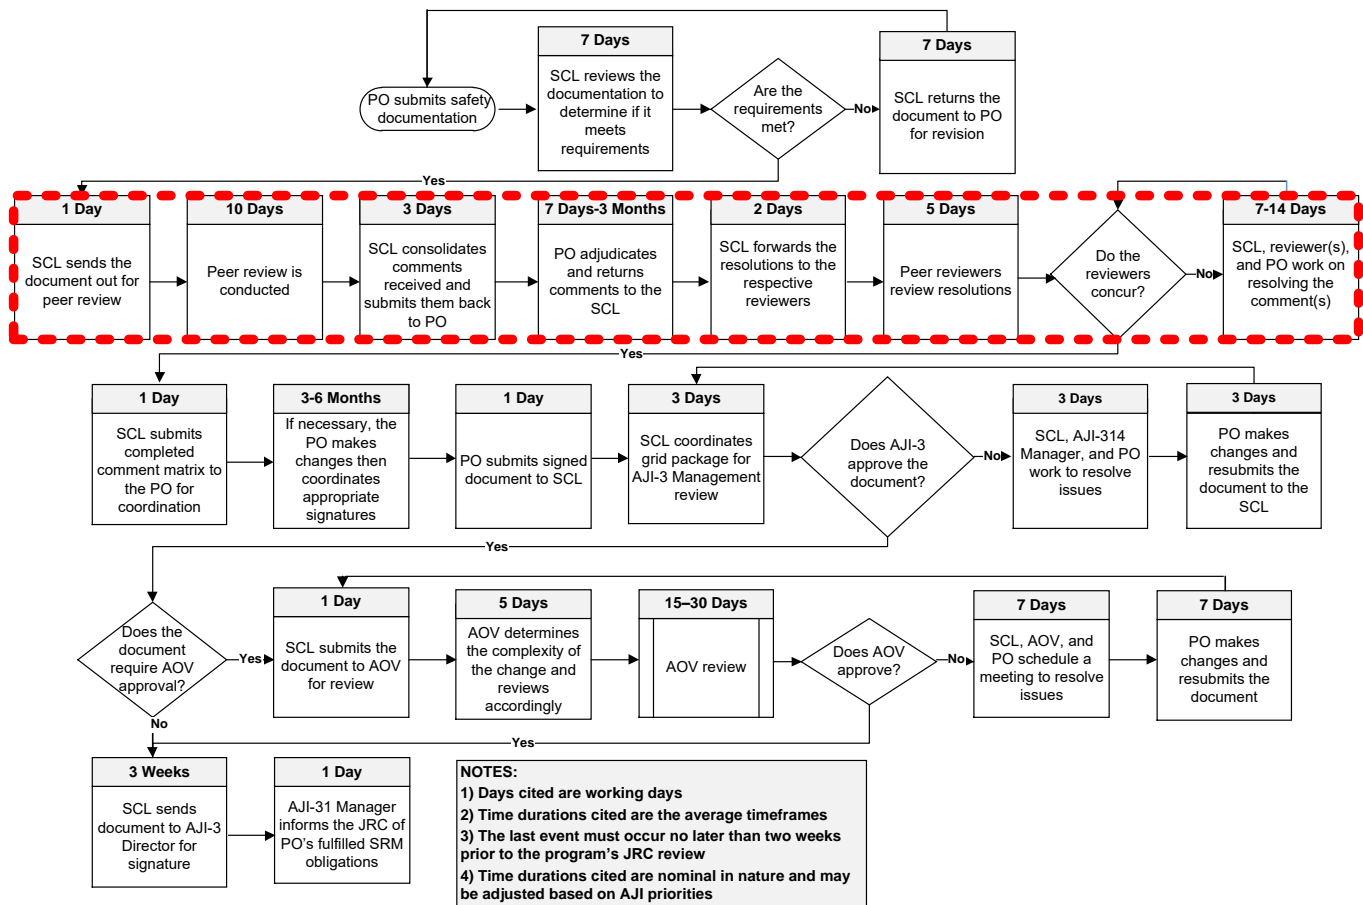 7 Days
7 Days
PO submits safety
documentation
SCL reviews the
documentation to
determine if it
meets
requirements
Are the
requirements
met?
No
SCL returns the
document to PO
for revision
Yes
1 Day
SCL sends the
document out for
peer review
10 Days
Peer review is
conducted
3 Days
SCL consolidates
comments
received and
submits them back
to PO
7 Days-3 Months
PO adjudicates
and returns
comments to the
SCL
2 Days
SCL forwards the
resolutions to the
respective
reviewers
5 Days
Peer reviewers
review resolutions
Do the
reviewers
concur?
No
7-14 Days
SCL, reviewer(s),
and PO work on
resolving the
comment(s)
Yes
1 Day
SCL submits
completed
comment matrix to
the PO for
coordination
3-6 Months
If necessary, the
PO makes
changes then
coordinates
appropriate
signatures
1 Day
PO submits signed
document to SCL
3 Days
SCL coordinates
grid package for
AJI-3 Management
review
Does AJI-3
approve the
document?
No
3 Days
SCL, AJI-314
Manager, and PO
work to resolve
issues
3 Days
PO makes
changes and
resubmits the
document to the
SCL
Yes
Does the
document
require AOV
approval?
Yes
1 Day
SCL submits the
document to AOV
for review
5 Days
AOV determines
the complexity of
the change and
reviews
accordingly
15–30 Days
AOV review
Does AOV
approve?
No
7 Days
SCL, AOV, and
PO schedule a
meeting to resolve
issues
7 Days
PO makes
changes and
resubmits the
document
No
Yes
3 Weeks
SCL sends
document to AJI-3
Director for
signature
1 Day
AJI-31 Manager
informs the JRC of
PO’s fulfilled SRM
obligations
NOTES:
1) Days cited are working days
2) Time durations cited are the average timeframes
3) The last event must occur no later than two weeks
prior to the program’s JRC review
4) Time durations cited are nominal in nature and may
be adjusted based on AJI priorities